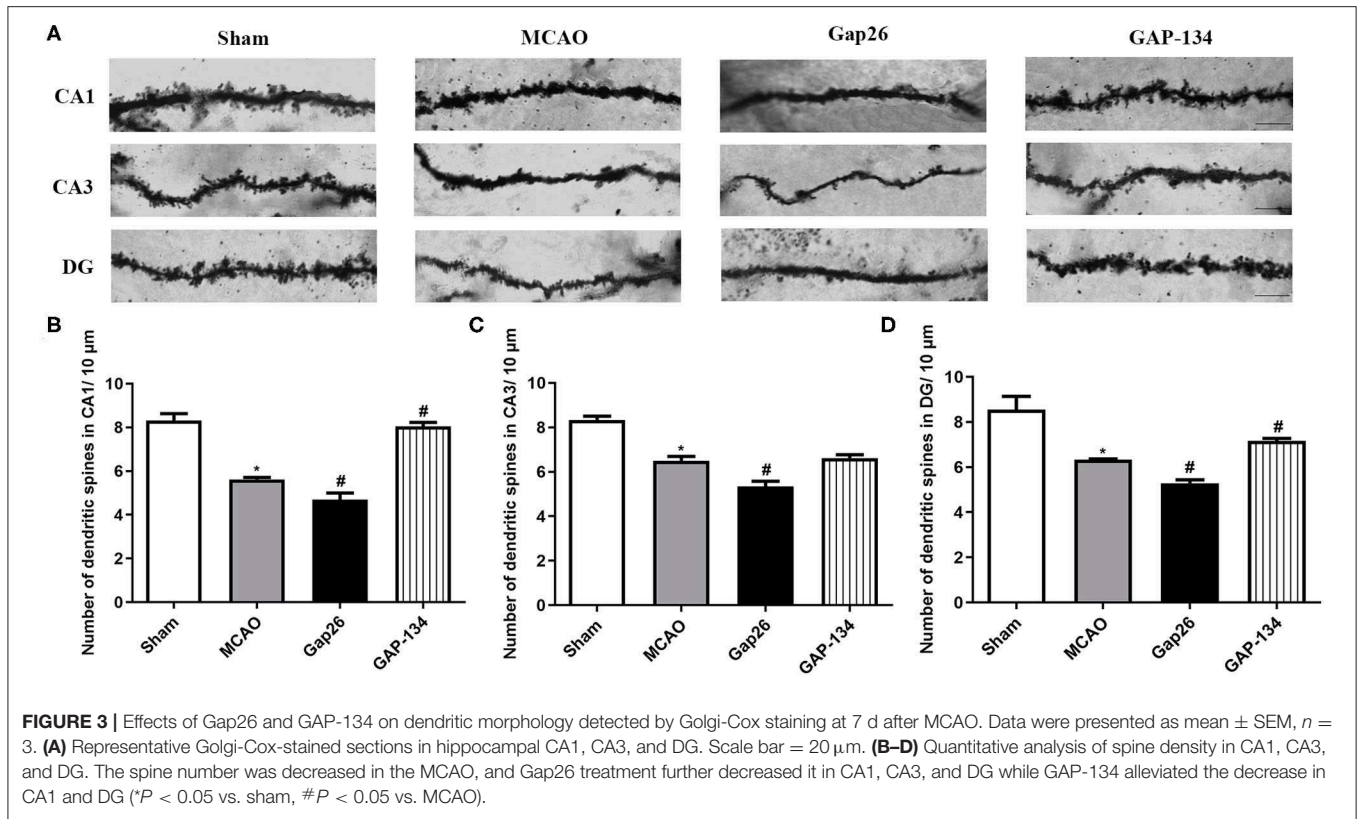 A
Sham MCAO Gap26 GAP-134
CA1
CA3
DG
B
Number of dendritic spines in CA1/ 10 μm
10
8
6
4
2
0
*
#
#
Sham
MCAO
Gap26
GAP-134
C
Number of dendritic spines in CA3/ 10 μm
10
8
6
4
2
0
*
#
Sham
MCAO
Gap26
GAP-134
D
Number of dendritic spines in DG/ 10 μm
10
8
6
4
2
0
*
#
#
Sham
MCAO
Gap26
GAP-134
FIGURE 3 | Effects of Gap26 and GAP-134 on dendritic morphology detected by Golgi-Cox staining at 7 d after MCAO. Data were presented as mean ± SEM, n =
3. (A) Representative Golgi-Cox-stained sections in hippocampal CA1, CA3, and DG. Scale bar = 20 μm. (B–D) Quantitative analysis of spine density in CA1, CA3,
and DG. The spine number was decreased in the MCAO, and Gap26 treatment further decreased it in CA1, CA3, and DG while GAP-134 alleviated the decrease in
CA1 and DG (*P < 0.05 vs. sham, #P < 0.05 vs. MCAO).